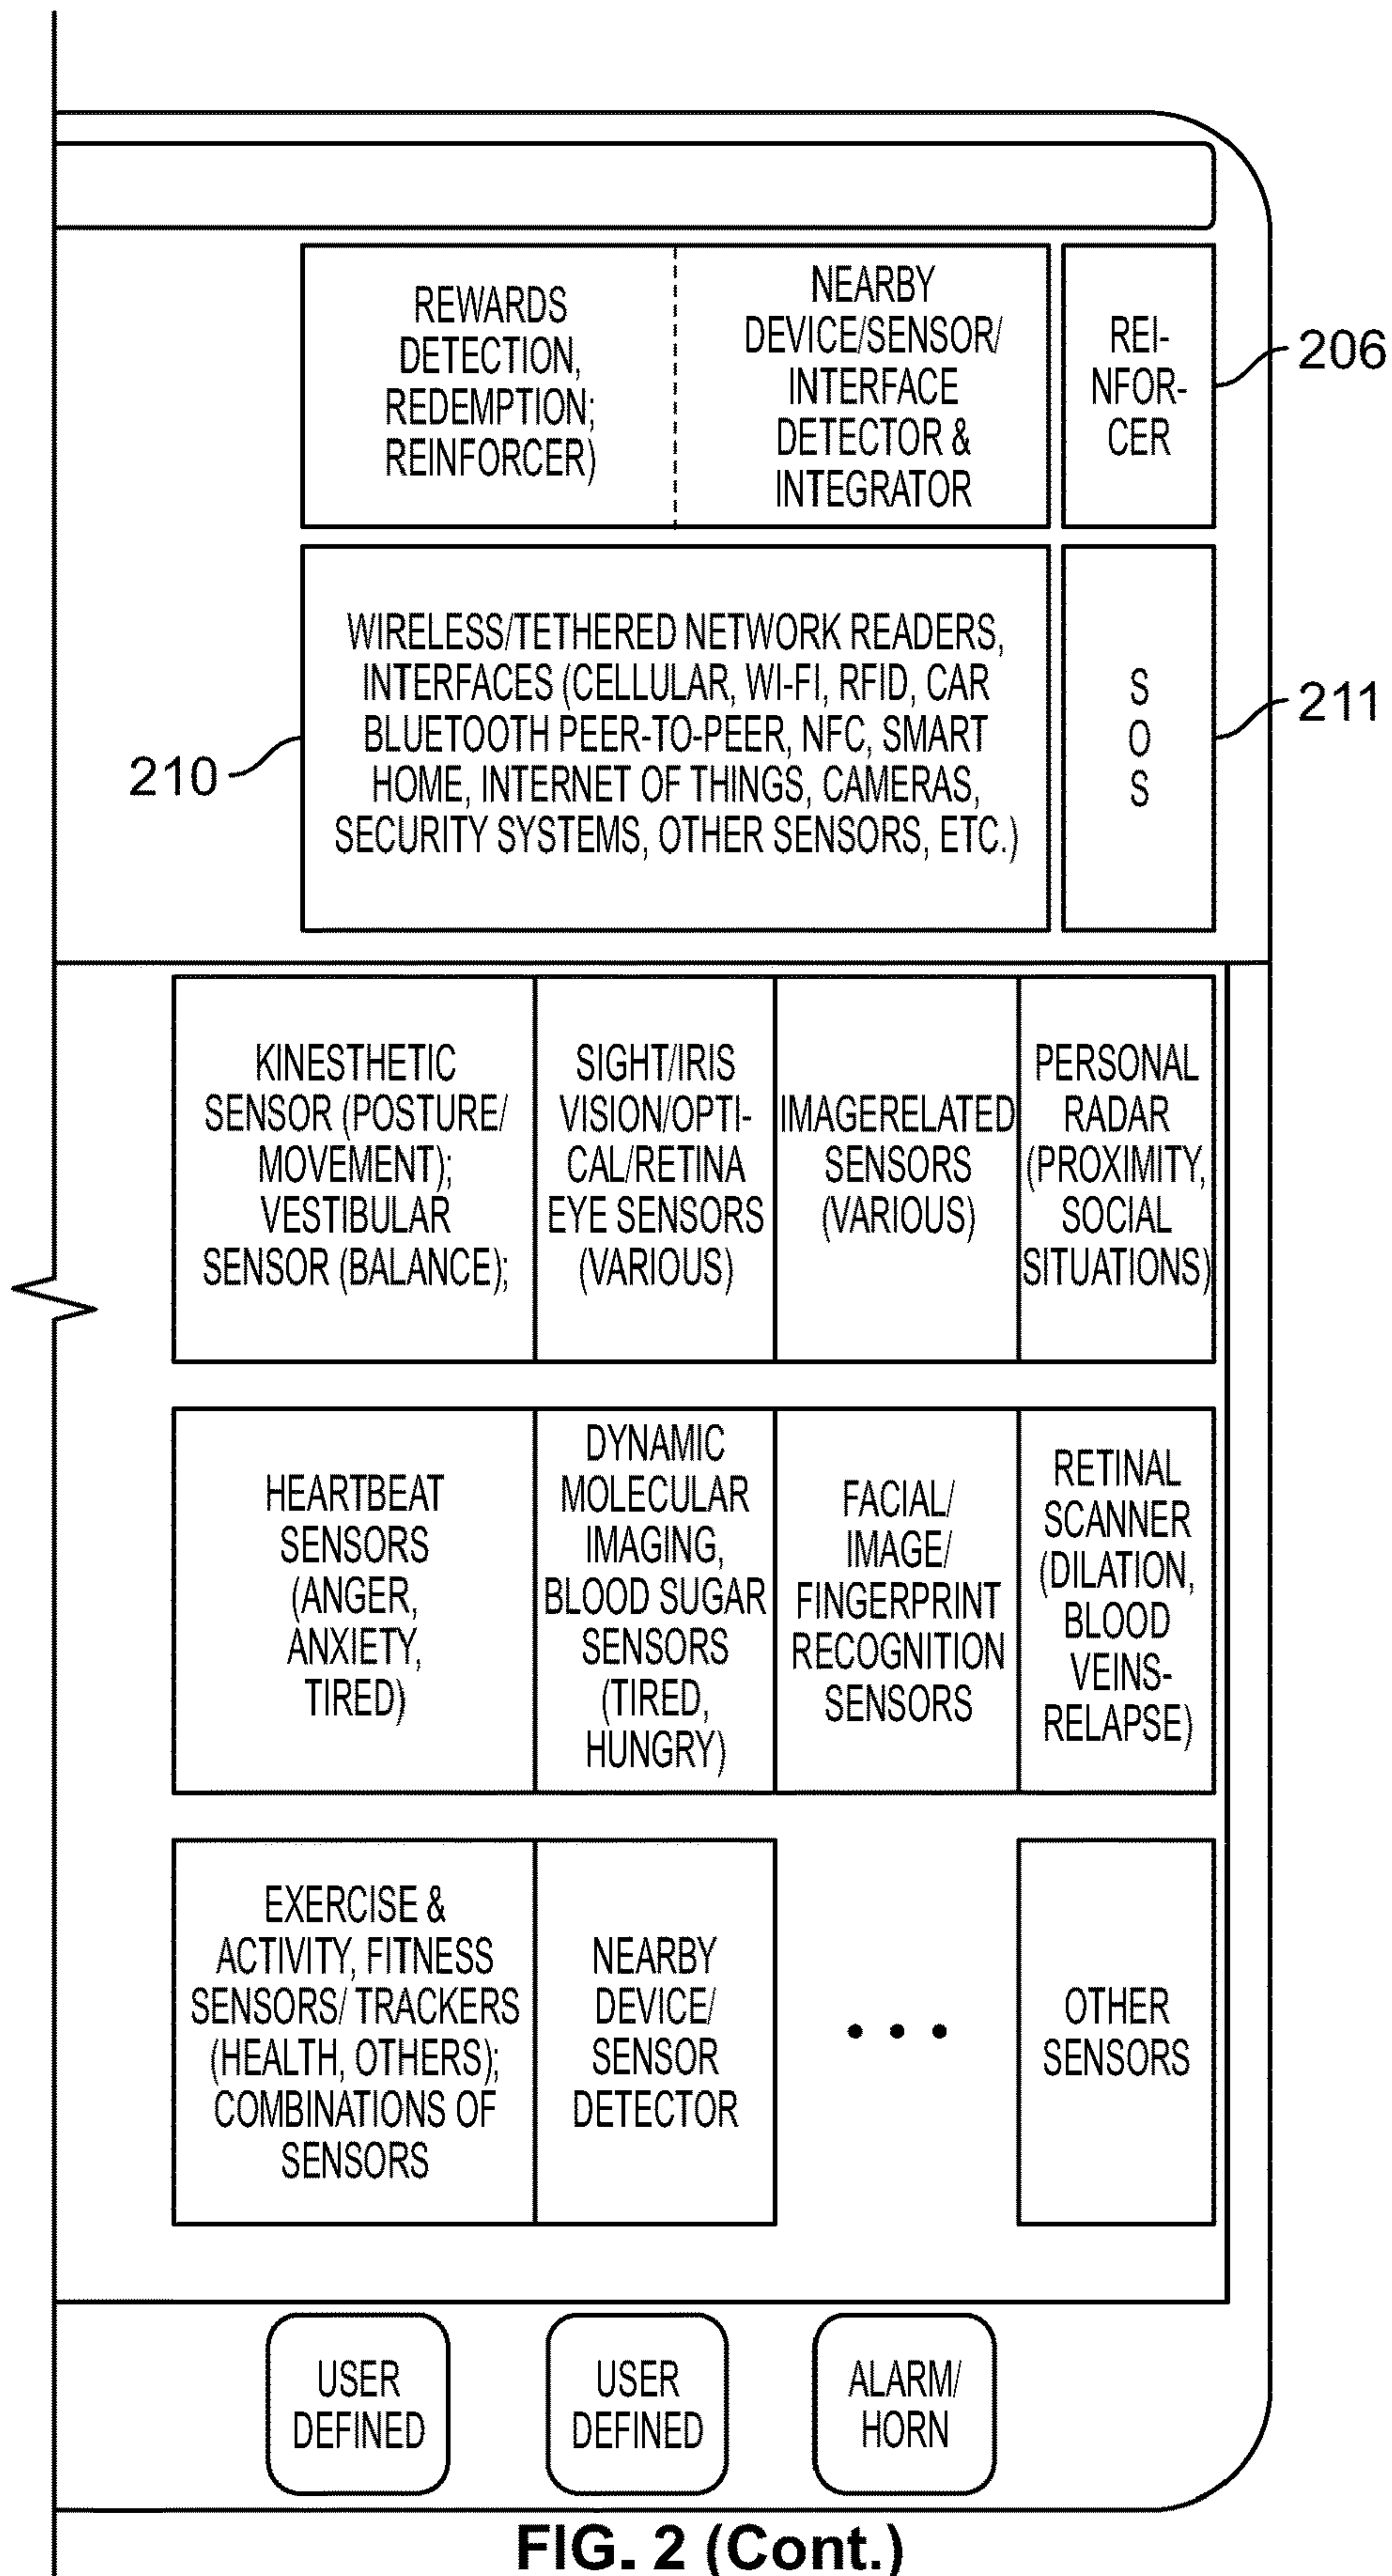 REWARDS
DETECTION,
REDEMPTION;
REINFORCER)
NEARBY
DEVICE/SENSOR/
INTERFACE
DETECTOR &
INTEGRATOR
REI-
NFOR-
CER
206
WIRELESS/TETHERED NETWORK READERS,
INTERFACES (CELLULAR, WI-FI, RFID, CAR
BLUETOOTH PEER-TO-PEER, NFC, SMART
HOME, INTERNET OF THINGS, CAMERAS,
SECURITY SYSTEMS, OTHER SENSORS, ETC.)
210
S
O
S
211
KINESTHETIC
SENSOR (POSTURE/
MOVEMENT);
VESTIBULAR
SENSOR (BALANCE);
SIGHT/IRIS
VISION/OPTI-
CAL/RETINA
EYE SENSORS
(VARIOUS)
IMAGERELATED
SENSORS
(VARIOUS)
PERSONAL
RADAR
(PROXIMITY,
SOCIAL
SITUATIONS)
HEARTBEAT
SENSORS
(ANGER,
ANXIETY,
TIRED)
DYNAMIC
MOLECULAR
IMAGING,
BLOOD SUGAR
SENSORS
(TIRED,
HUNGRY)
FACIAL/
IMAGE/
FINGERPRINT
RECOGNITION
SENSORS
RETINAL
SCANNER
(DILATION,
BLOOD
VEINS-
RELAPSE)
EXERCISE &
ACTIVITY, FITNESS
SENSORS/ TRACKERS
(HEALTH, OTHERS);
COMBINATIONS OF
SENSORS
NEARBY
DEVICE/
SENSOR
DETECTOR
• • •
OTHER
SENSORS
USER
DEFINED
USER
DEFINED
ALARM/
HORN
FIG. 2 (Cont.)